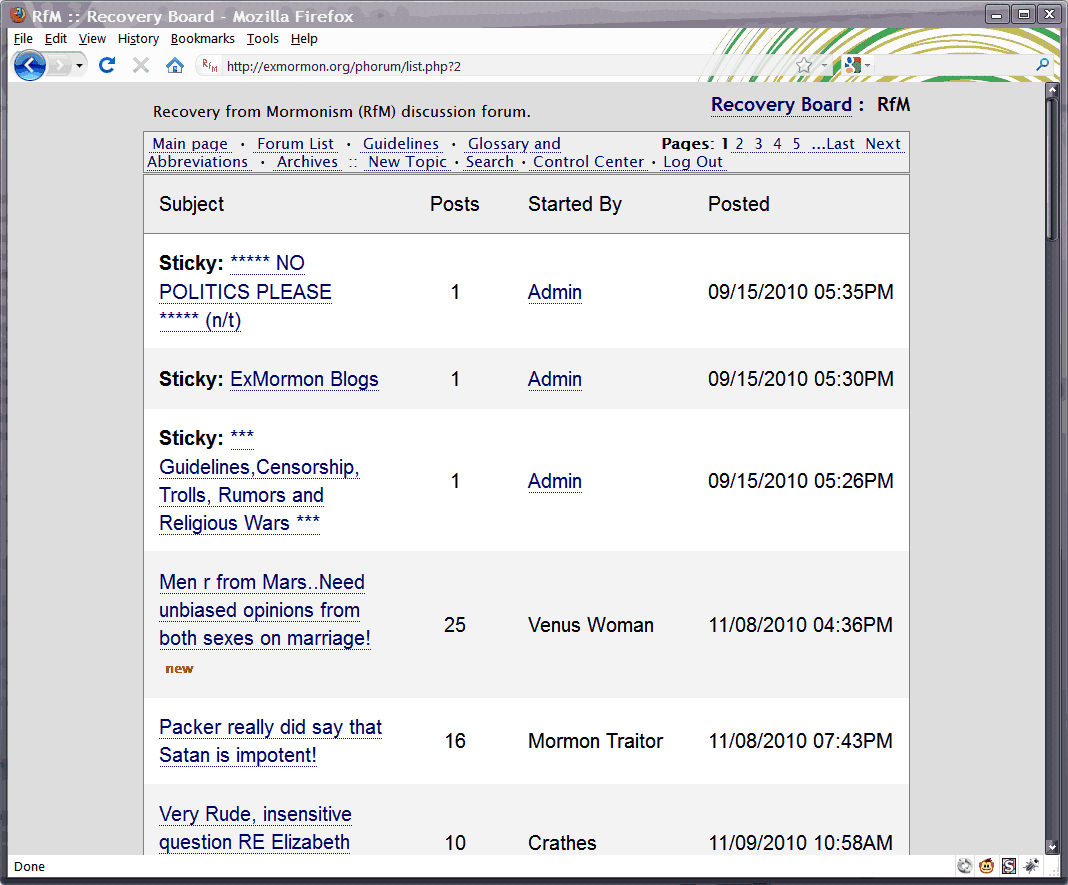 RfM :: Recovery Board - Mozilla Firefox
File Edit View History Bookmarks Tools Help
RfM http://exmormon.org/phorum/list.php?2
Recovery from Mormonism (RfM) discussion forum.
Recovery Board : RfM
Main page · Forum List · Guidelines · Glossary and
Abbreviations · Archives :: New Topic · Search · Control Center · Log Out
Pages: 1 2 3 4 5 ...Last Next
Subject Posts Started By Posted
Sticky: ***** NO
POLITICS PLEASE
***** (n/t)
1 Admin 09/15/2010 05:35PM
Sticky: ExMormon Blogs 1 Admin 09/15/2010 05:30PM
Sticky: ***
Guidelines,Censorship,
Trolls, Rumors and
Religious Wars ***
1 Admin 09/15/2010 05:26PM
Men r from Mars..Need
unbiased opinions from
both sexes on marriage!
new
25 Venus Woman 11/08/2010 04:36PM
Packer really did say that
Satan is impotent!
16 Mormon Traitor 11/08/2010 07:43PM
Very Rude, insensitive
question RE Elizabeth
10 Crathes 11/09/2010 10:58AM
Done